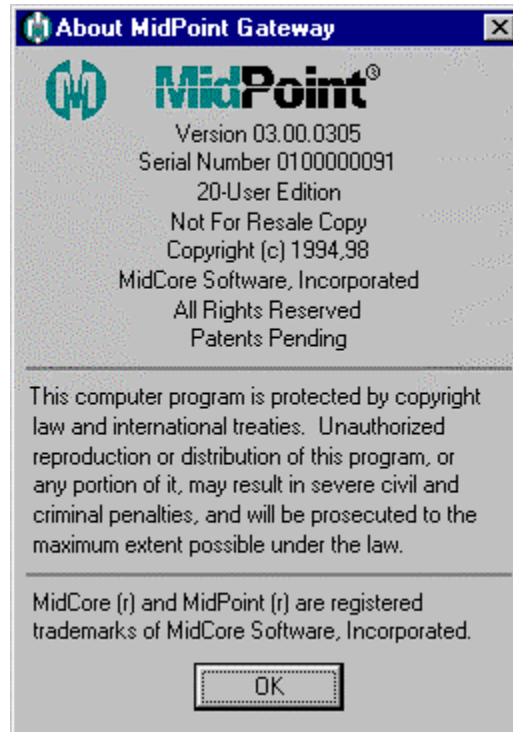 About MidPoint Gateway
MidPoint®
Version 03.00.0305
Serial Number 0100000091
20-User Edition
Not For Resale Copy
Copyright (c) 1994,98
MidCore Software, Incorporated
All Rights Reserved
Patents Pending
This computer program is protected by copyright
law and international treaties. Unauthorized
reproduction or distribution of this program, or
any portion of it, may result in severe civil and
criminal penalties, and will be prosecuted to the
maximum extent possible under the law.
MidCore (r) and MidPoint (r) are registered
trademarks of MidCore Software, Incorporated.
OK